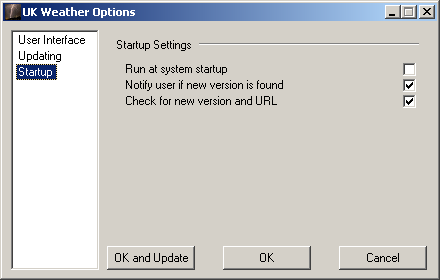 UK Weather Options
User Interface
Updating
Startup
Startup Settings
Run at system startup
Notify user if new version is found
Check for new version and URL
OK and Update
OK
Cancel